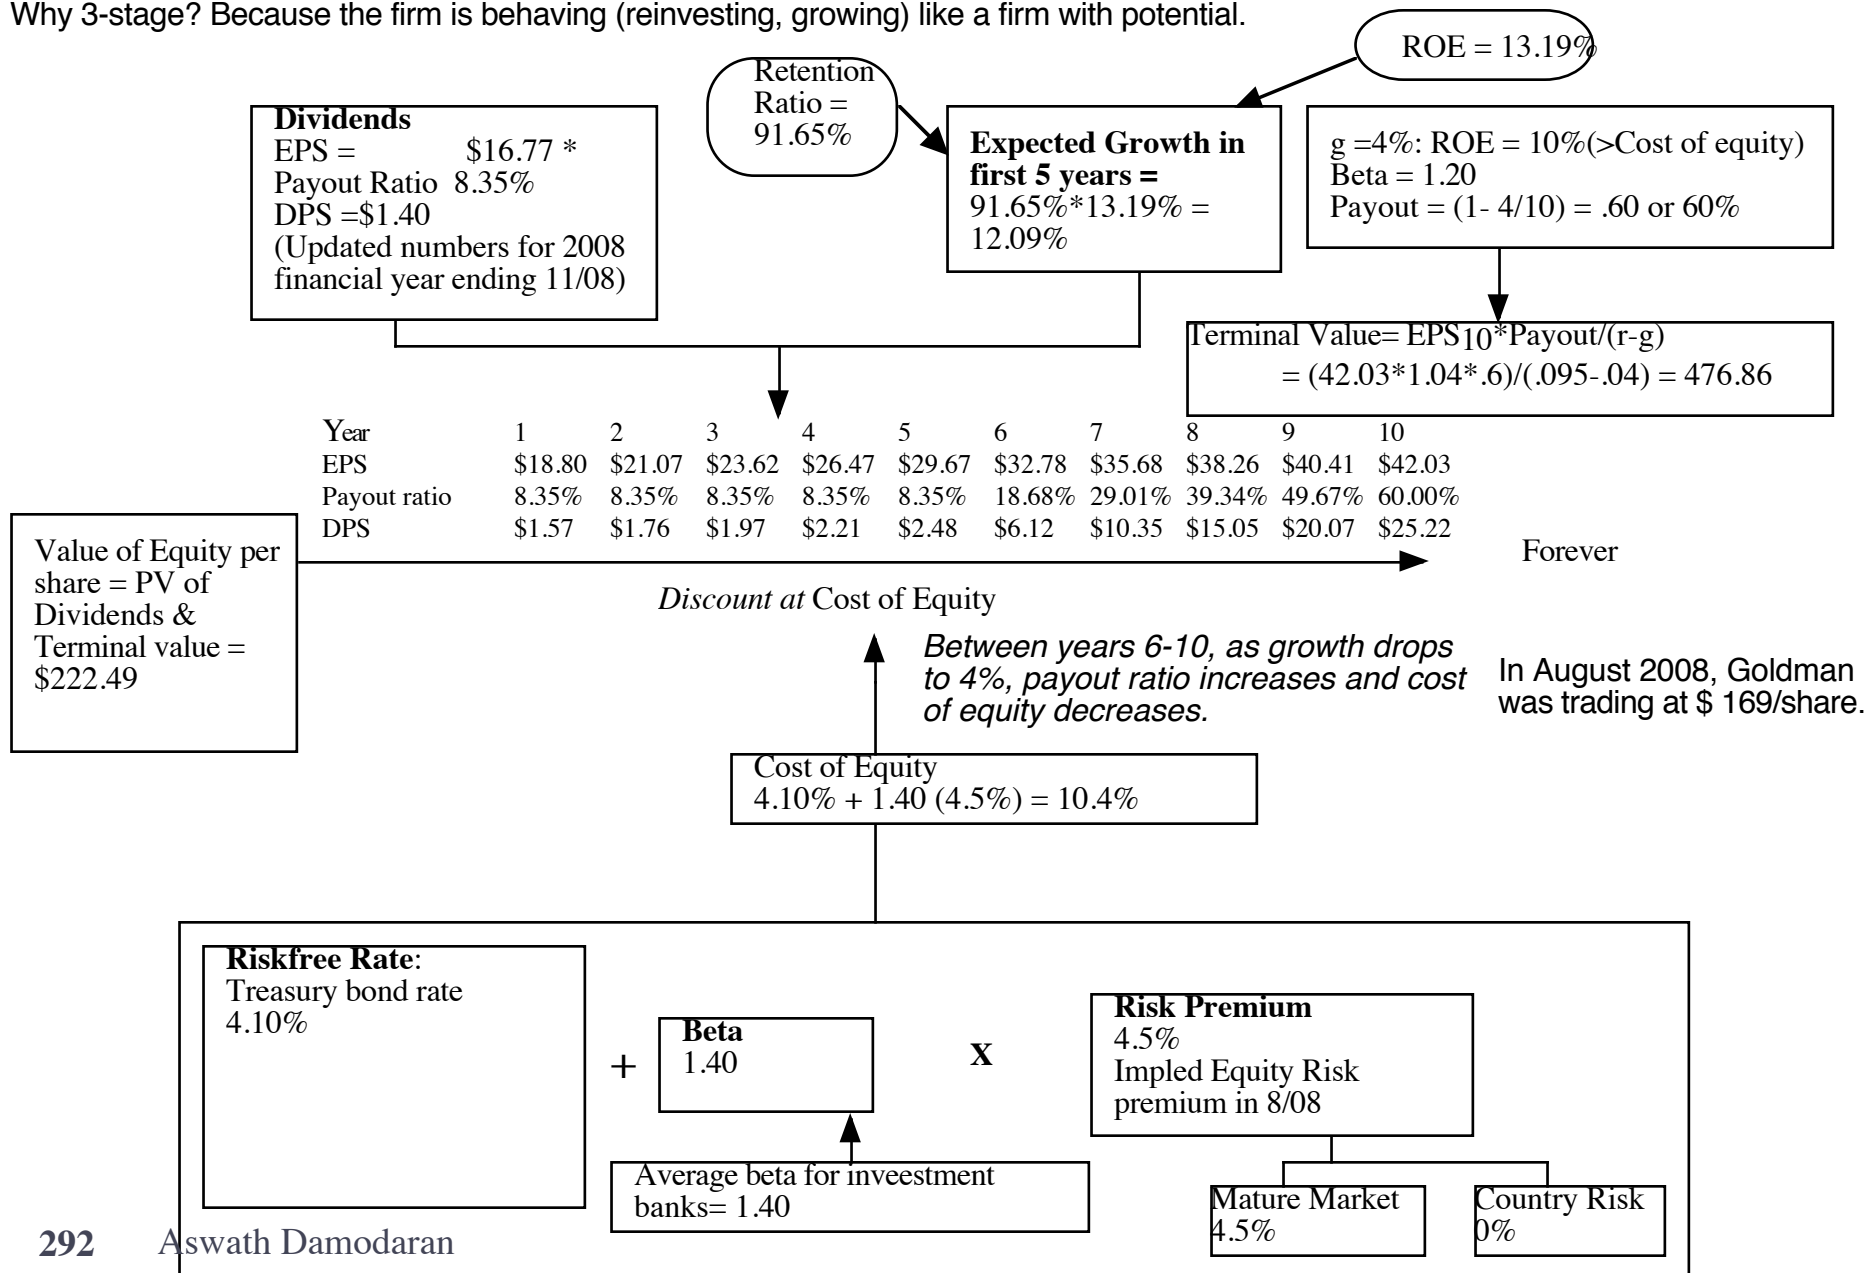 Why 3-stage? Because the firm is behaving (reinvesting, growing) like a firm with potential.
ROE = 13.19%
Retention
Ratio =
91.65%
Dividends
EPS = $16.77 *
Payout Ratio 8.35%
DPS =$1.40
(Updated numbers for 2008
financial year ending 11/08)
Expected Growth in
first 5 years =
91.65%*13.19% =
12.09%
g =4%: ROE = 10%(>Cost of equity)
Beta = 1.20
Payout = (1- 4/10) = .60 or 60%
Terminal Value= EPS10*Payout/(r-g)
= (42.03*1.04*.6)/(.095-.04) = 476.86
Year 1 2 3 4 5 6 7 8 9 10
EPS $18.80 $21.07 $23.62 $26.47 $29.67 $32.78 $35.68 $38.26 $40.41 $42.03
Payout ratio 8.35% 8.35% 8.35% 8.35% 8.35% 18.68% 29.01% 39.34% 49.67% 60.00%
DPS $1.57 $1.76 $1.97 $2.21 $2.48 $6.12 $10.35 $15.05 $20.07 $25.22
Value of Equity per
share = PV of
Dividends &
Terminal value =
$222.49
Forever
Discount at Cost of Equity
Between years 6-10, as growth drops
to 4%, payout ratio increases and cost
of equity decreases.
In August 2008, Goldman
was trading at $ 169/share.
Cost of Equity
4.10% + 1.40 (4.5%) = 10.4%
Riskfree Rate:
Treasury bond rate
4.10%
+
Beta
1.40
X
Risk Premium
4.5%
Impled Equity Risk
premium in 8/08
Average beta for inveestment
banks= 1.40
Mature Market
4.5%
Country Risk
0%
292 Aswath Damodaran